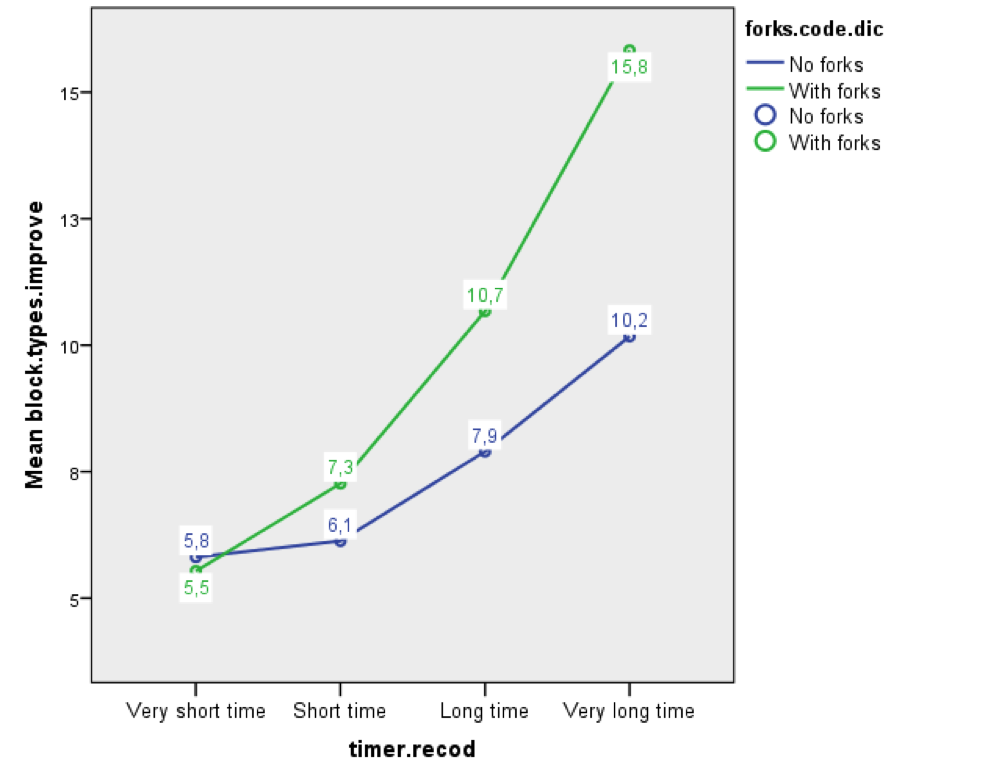 forks.code.dic
No forks
With forks
No forks
With forks
Mean block.types.improve
15
13
10
8
5
15,8
10,7
10,2
7,9
7,3
6,1
5,8
5,5
Very short time
Short time
Long time
Very long time
timer.recod